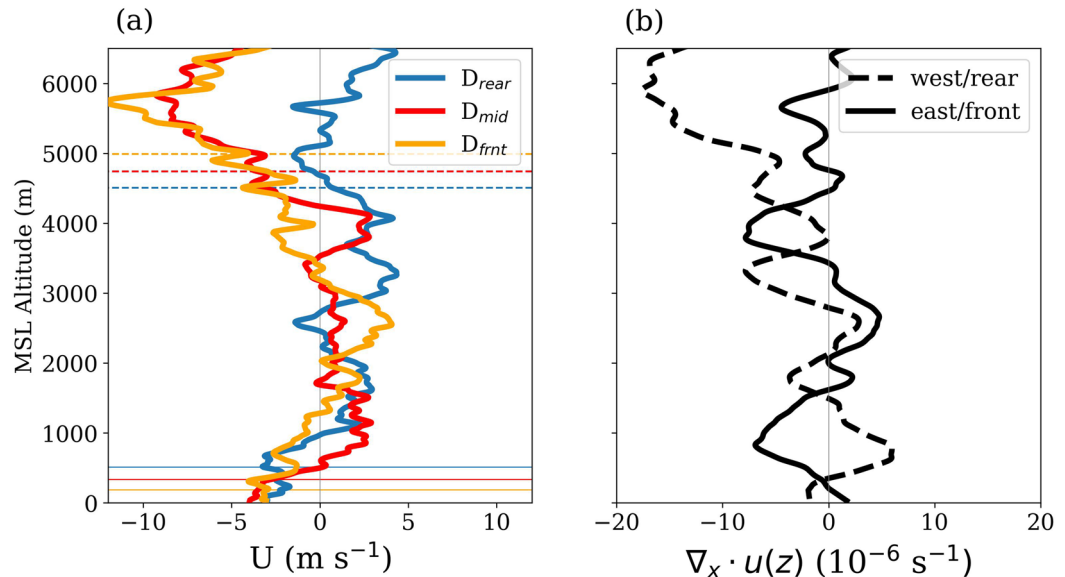 (a)
(b)
MSL Altitude (m)
6000
5000
4000
3000
2000
1000
0
D_rear
D_mid
D_frnt
−10 −5 0 5 10
U (m s⁻¹)
west/rear
east/front
−20 −10 0 10 20
∇ₓ · u(z) (10⁻⁶ s⁻¹)